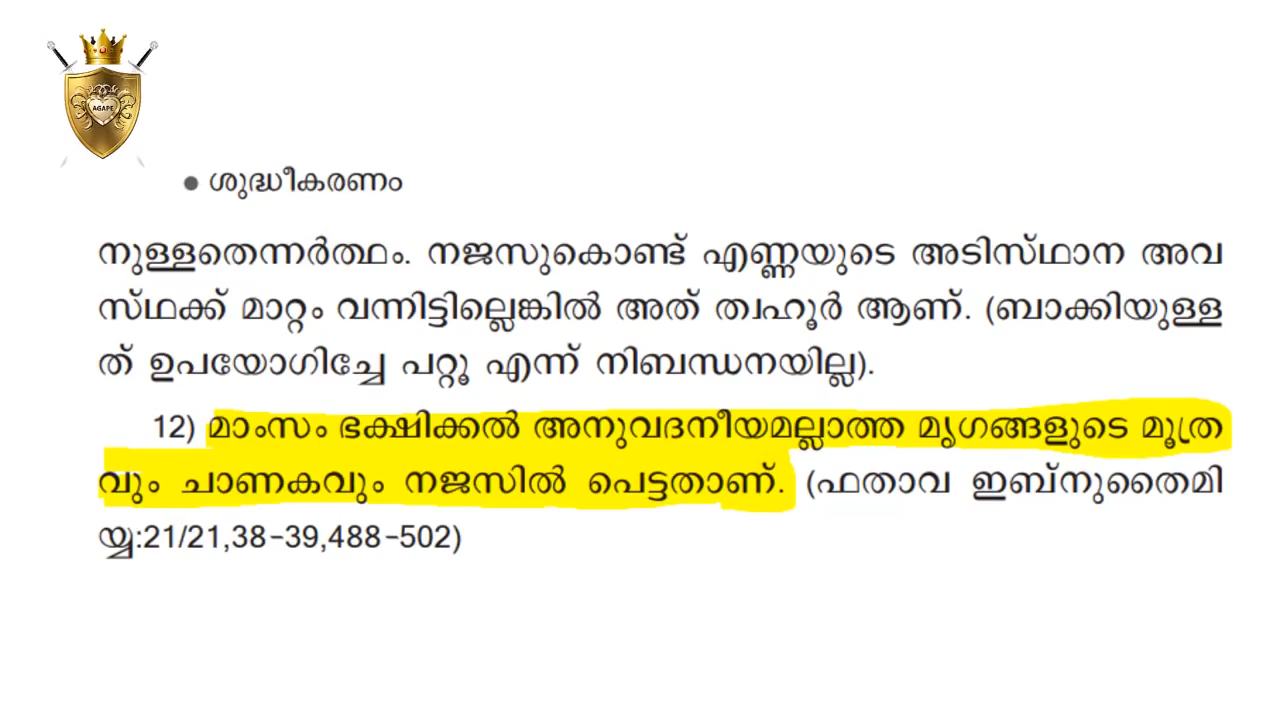 AGAPE
● ശുദ്ധീകരണം
നുള്ളതെന്നർത്ഥം. നജസുകൊണ്ട് എണ്ണയുടെ അടിസ്ഥാന അവ
സ്ഥക്ക് മാറ്റം വന്നിട്ടില്ലെങ്കിൽ അത് ത്വഹൂർ ആണ്. (ബാക്കിയുള്ള
ത് ഉപയോഗിച്ചേ പറ്റൂ എന്ന് നിബന്ധനയില്ല).
12) മാംസം ഭക്ഷിക്കൽ അനുവദനീയമല്ലാത്ത മൃഗങ്ങളുടെ മൂത്ര
വും ചാണകവും നജസിൽ പെട്ടതാണ്. (ഫതാവ ഇബ്നുതൈമി
യ്യ:21/21,38-39,488-502)